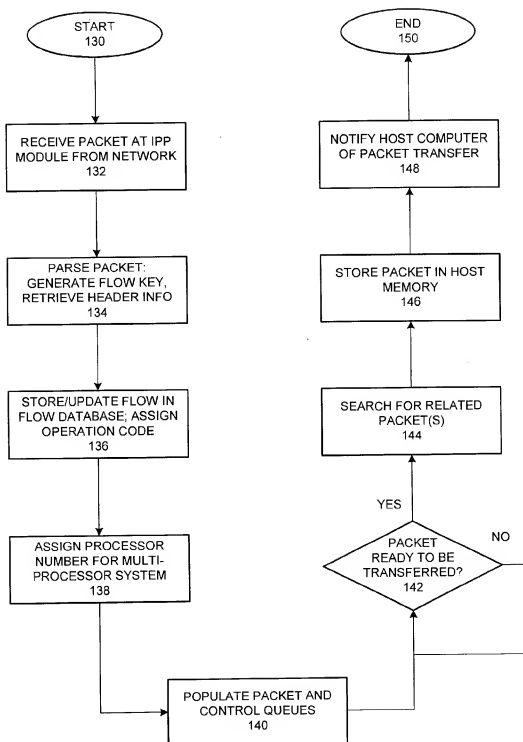 START
130
RECEIVE PACKET AT IPP
MODULE FROM NETWORK
132
PARSE PACKET:
GENERATE FLOW KEY,
RETRIEVE HEADER INFO
134
STORE/UPDATE FLOW IN
FLOW DATABASE; ASSIGN
OPERATION CODE
136
ASSIGN PROCESSOR
NUMBER FOR MULTI-
PROCESSOR SYSTEM
138
POPULATE PACKET AND
CONTROL QUEUES
140
PACKET
READY TO BE
TRANSFERRED?
142
NO
YES
SEARCH FOR RELATED
PACKET(S)
144
STORE PACKET IN HOST
MEMORY
146
NOTIFY HOST COMPUTER
OF PACKET TRANSFER
148
END
150